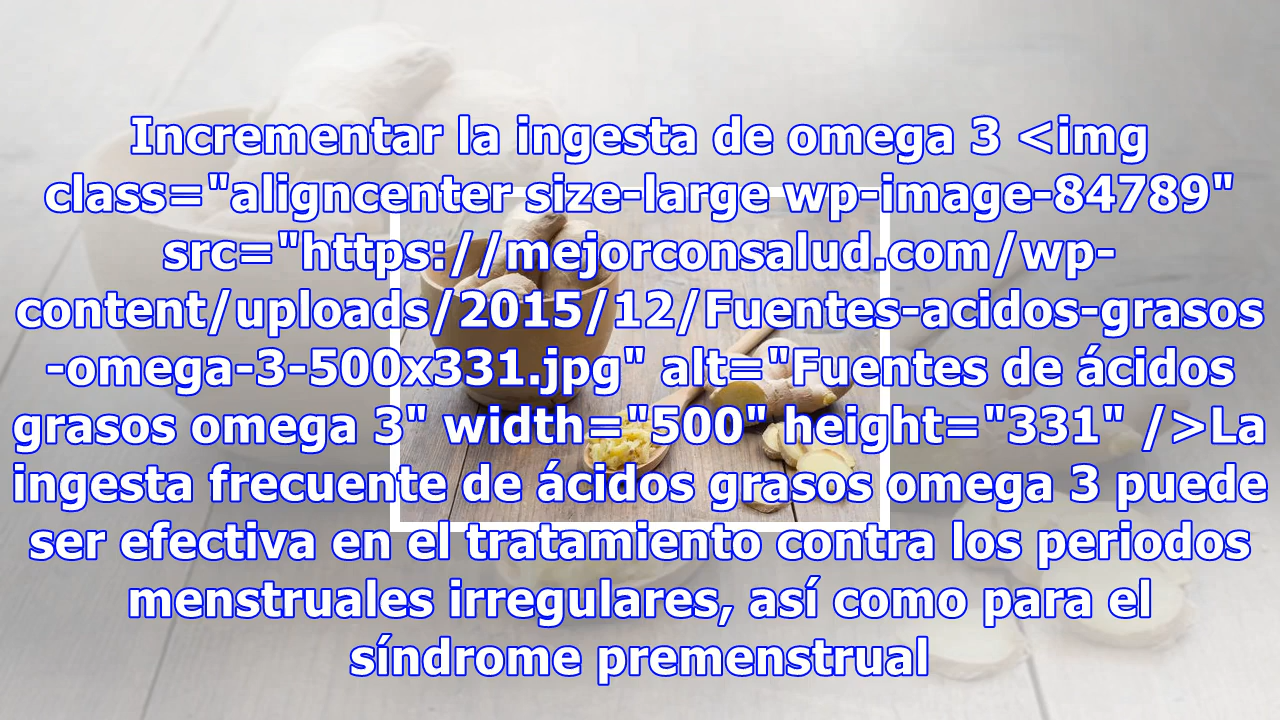 Incrementar la ingesta de omega 3 <img
class="aligncenter size-large wp-image-84789"
src="https://mejorconsalud.com/wp-
content/uploads/2015/12/Fuentes-acidos-grasos
-omega-3-500x331.jpg" alt="Fuentes de ácidos
grasos omega 3" width="500" height="331" />La
ingesta frecuente de ácidos grasos omega 3 puede
ser efectiva en el tratamiento contra los periodos
menstruales irregulares, así como para el
síndrome premenstrual